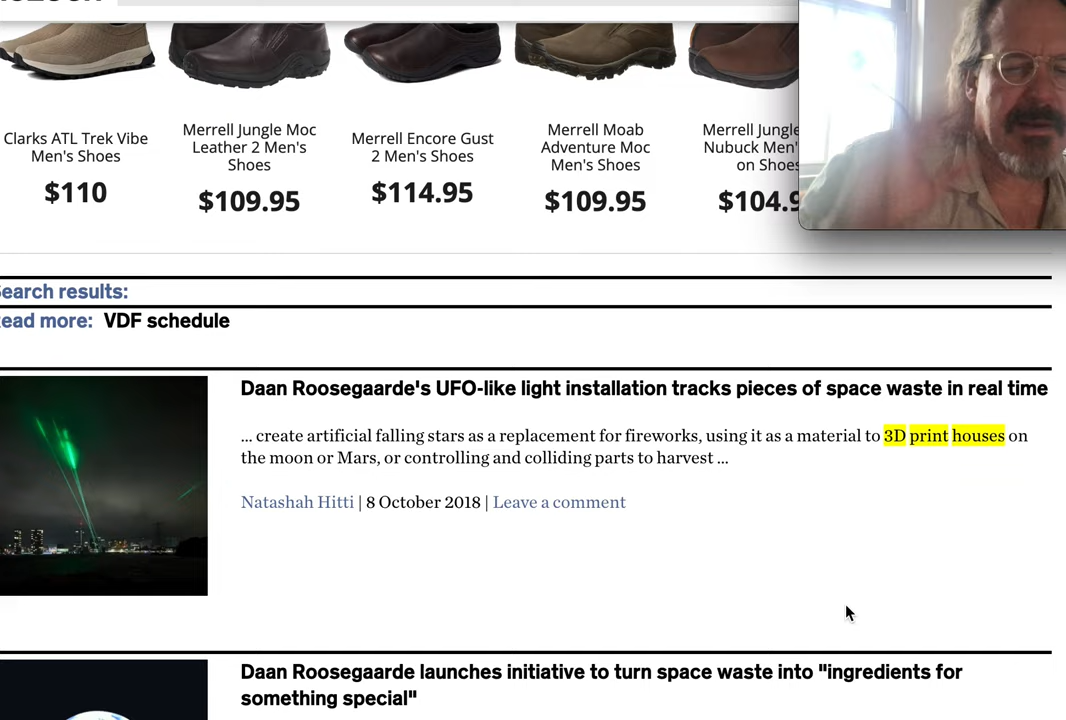 Clarks ATL Trek Vibe
Men's Shoes
$110
Merrell Jungle Moc
Leather 2 Men's
Shoes
$109.95
Merrell Encore Gust
2 Men's Shoes
$114.95
Merrell Moab
Adventure Moc
Men's Shoes
$109.95
Merrell Jungle
Nubuck Men'
on Shoes
$104.9
Search results:
Read more: VDF schedule
Daan Roosegaarde's UFO-like light installation tracks pieces of space waste in real time
... create artificial falling stars as a replacement for fireworks, using it as a material to 3D print houses on
the moon or Mars, or controlling and colliding parts to harvest ...
Natashah Hitti | 8 October 2018 | Leave a comment
Daan Roosegaarde launches initiative to turn space waste into "ingredients for
something special"